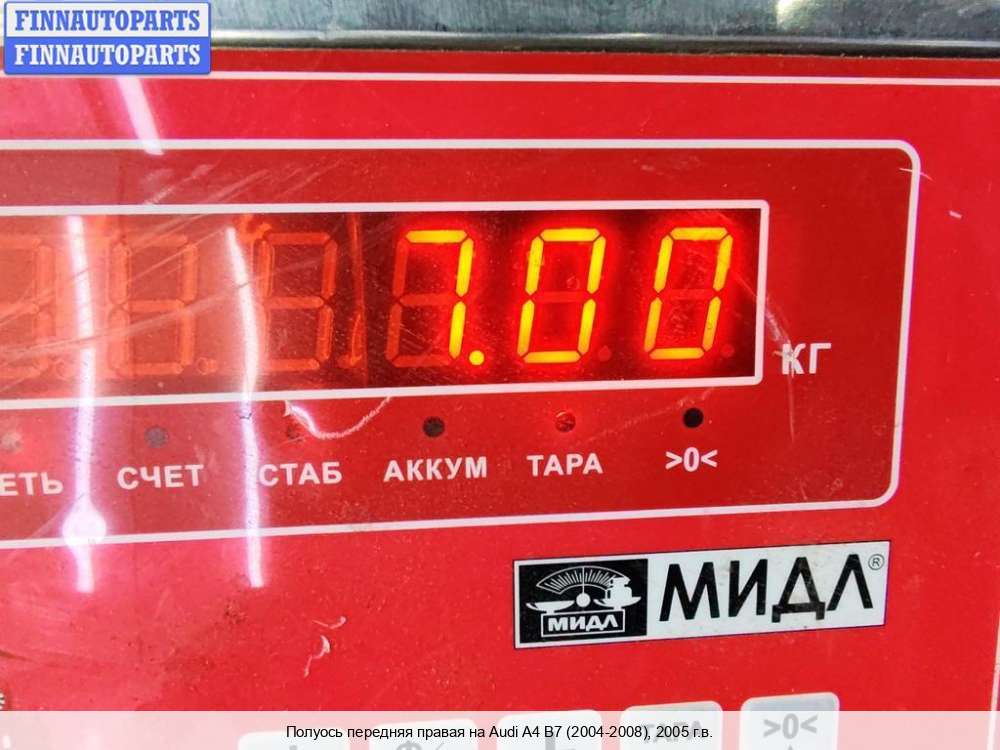 FINNAUTOPARTS
FINNAUTOPARTS
7.00
КГ
СЧЕТ СТАБ АККУМ ТАРА >0<
МИДЛ МИДЛ®
ТАРА >0<
Полуось передняя правая на Audi A4 B7 (2004-2008), 2005 г.в.